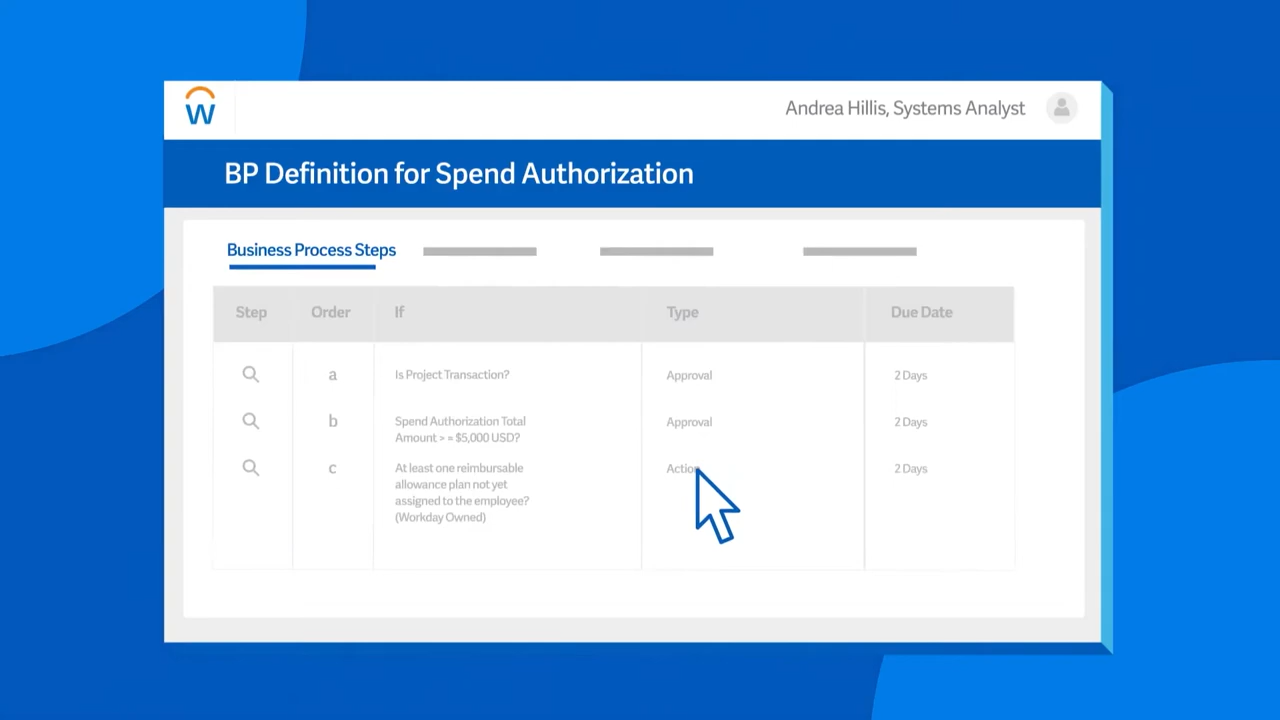 W
Andrea Hillis, Systems Analyst
BP Definition for Spend Authorization
Business Process Steps
Step Order If Type Due Date
a Is Project Transaction? Approval 2 Days
b Spend Authorization Total Approval 2 Days
Amount > = $5,000 USD?
c At least one reimbursable Action 2 Days
allowance plan not yet
assigned to the employee?
(Workday Owned)